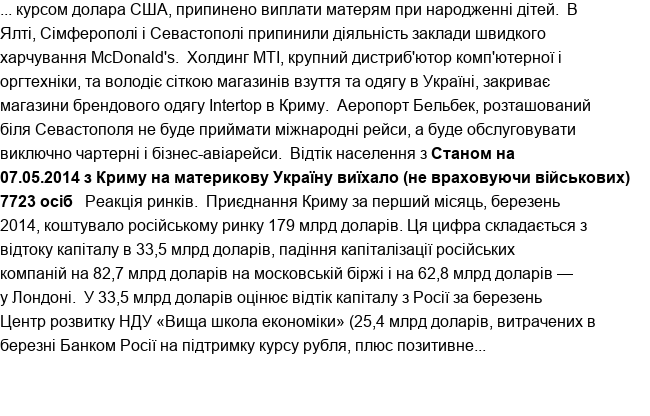 ... курсом долара США, припинено виплати матерям при народженні дітей.  В
Ялті, Сімферополі і Севастополі припинили діяльність заклади швидкого
харчування McDonald's.  Холдинг МТІ, крупний дистриб'ютор комп'ютерної і
оргтехніки, та володіє сіткою магазинів взуття та одягу в Україні, закриває
магазини брендового одягу Intertop в Криму.  Аеропорт Бельбек, розташований
біля Севастополя не буде приймати міжнародні рейси, а буде обслуговувати
виключно чартерні і бізнес-авіарейси.  Відтік населення з Станом на
07.05.2014 з Криму на материкову Україну виїхало (не враховуючи військових)
7723 осіб   Реакція ринків.  Приєднання Криму за перший місяць, березень
2014, коштувало російському ринку 179 млрд доларів. Ця цифра складається з
відтоку капіталу в 33,5 млрд доларів, падіння капіталізації російських
компаній на 82,7 млрд доларів на московській біржі і на 62,8 млрд доларів —
у Лондоні.  У 33,5 млрд доларів оцінює відтік капіталу з Росії за березень
Центр розвитку НДУ «Вища школа економіки» (25,4 млрд доларів, витрачених в
березні Банком Росії на підтримку курсу рубля, плюс позитивне...